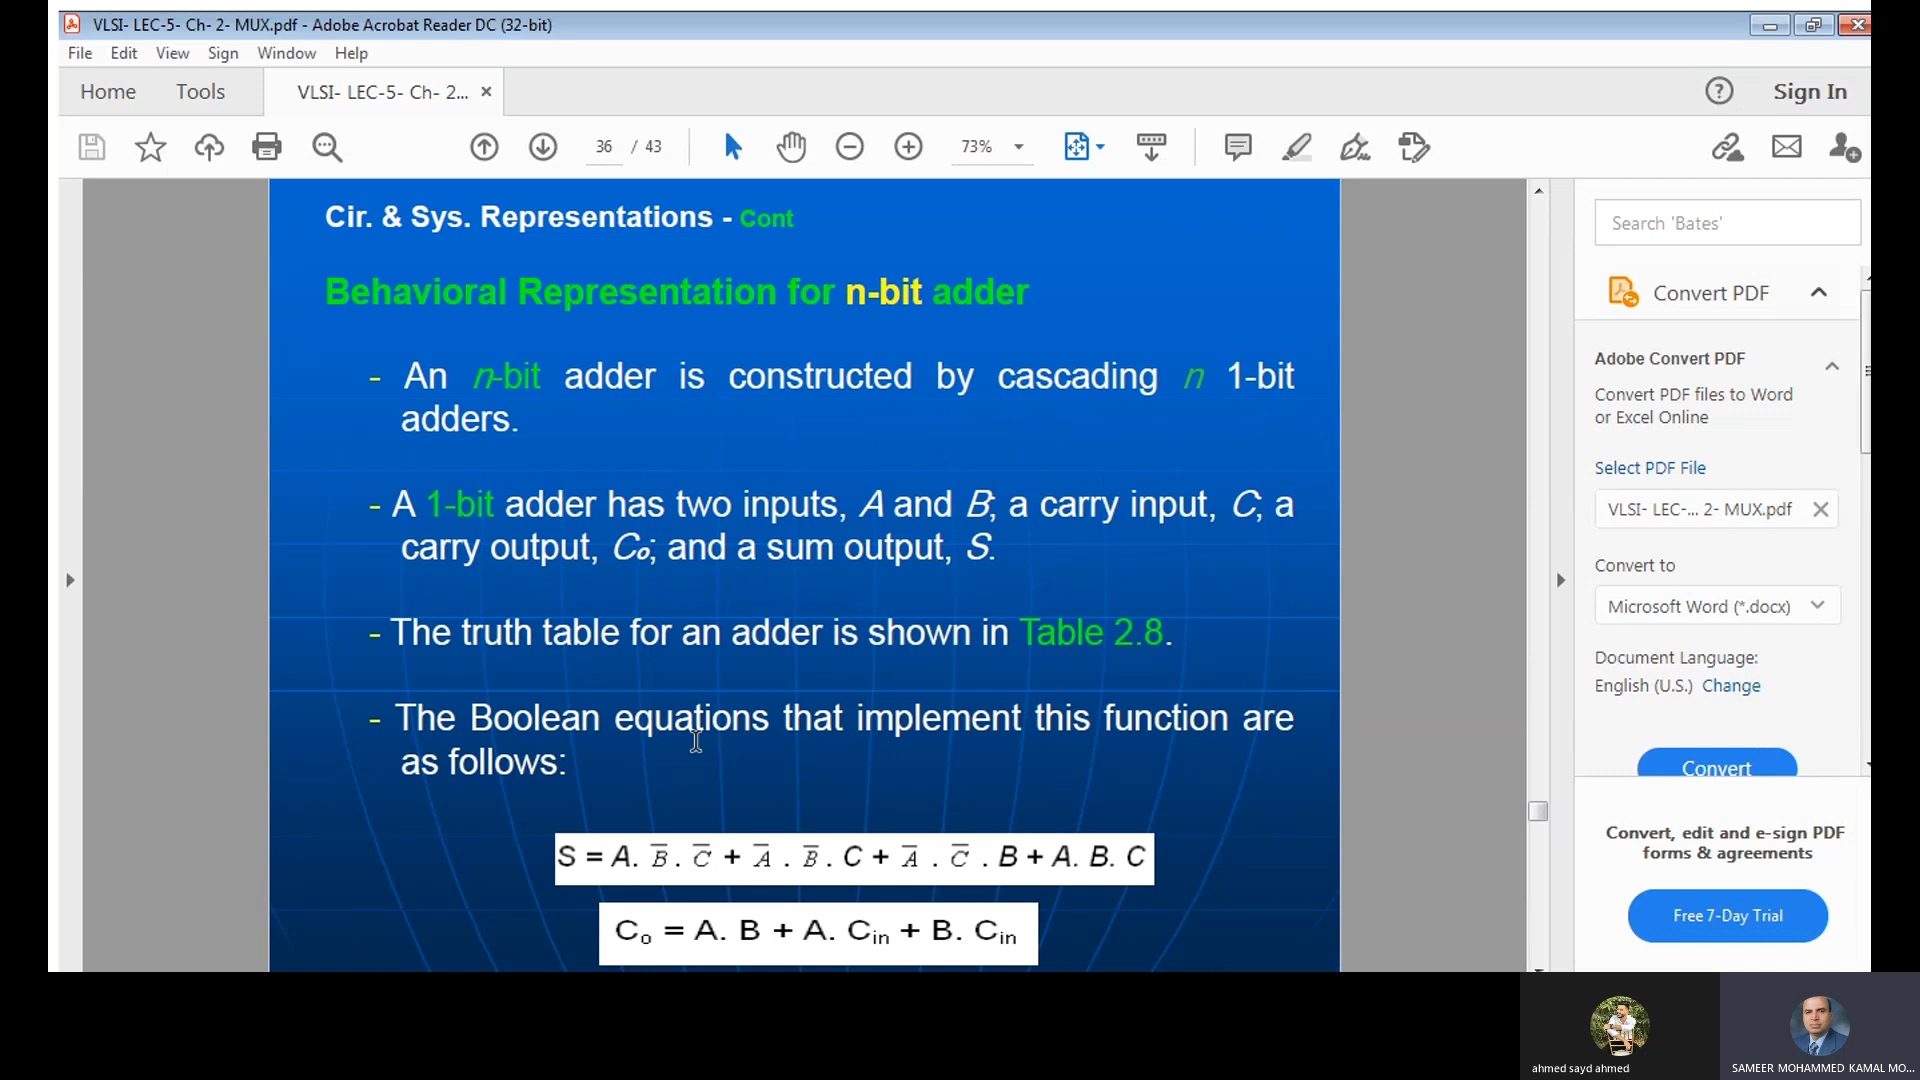 VLSI- LEC-5- Ch- 2- MUX.pdf - Adobe Acrobat Reader DC (32-bit)
File Edit View Sign Window Help
Home Tools VLSI- LEC-5- Ch- 2... × Sign In
36 / 43 73%
Cir. & Sys. Representations - Cont
Behavioral Representation for n-bit adder
- An n-bit adder is constructed by cascading n 1-bit
adders.
- A 1-bit adder has two inputs, A and B; a carry input, C; a
carry output, Co; and a sum output, S.
- The truth table for an adder is shown in Table 2.8.
- The Boolean equations that implement this function are
as follows:
S = A. B̅ . C̅ + A̅ . B̅ . C + A̅ . C̅ . B + A. B. C
Cₒ = A. B + A. Cᵢₙ + B. Cᵢₙ
Search 'Bates'
Convert PDF
Adobe Convert PDF
Convert PDF files to Word
or Excel Online
Select PDF File
VLSI- LEC-... 2- MUX.pdf
Convert to
Microsoft Word (*.docx)
Document Language:
English (U.S.) Change
Convert
Convert, edit and e-sign PDF
forms & agreements
Free 7-Day Trial
ahmed sayd ahmed
SAMEER MOHAMMED KAMAL MO...